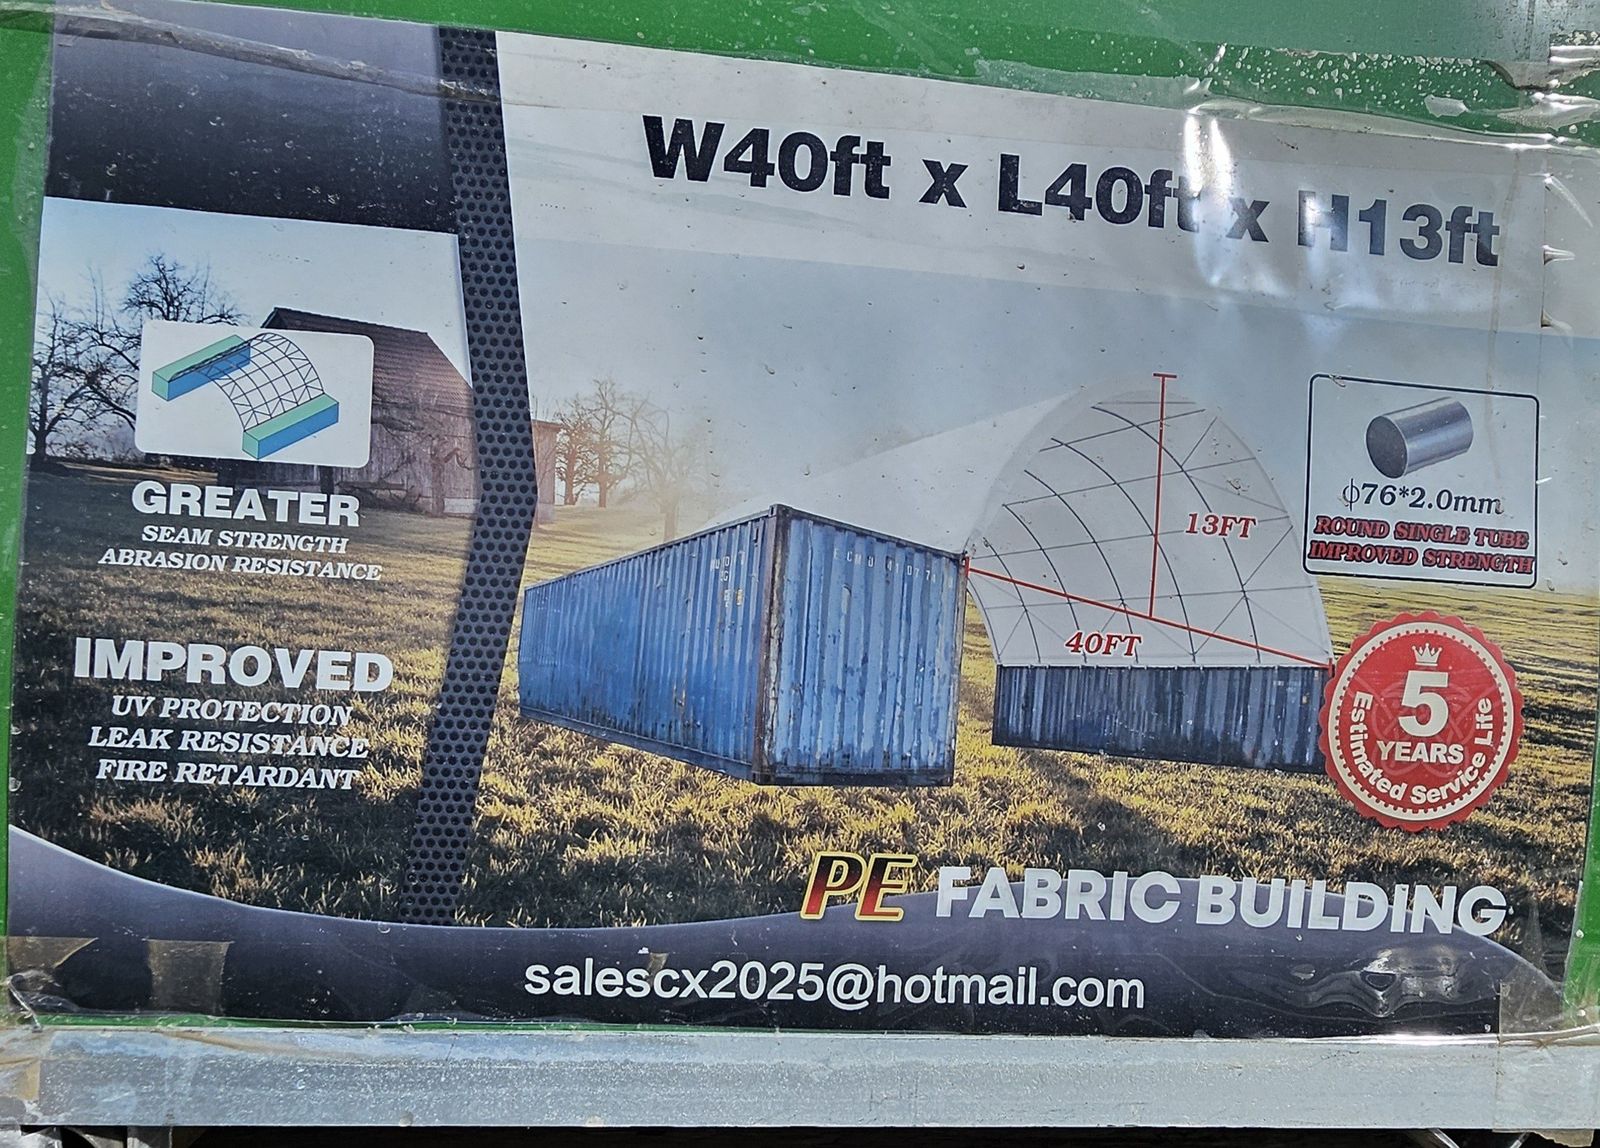 W40ft x L40ft x H13ft
GREATER
SEAM STRENGTH
ABRASION RESISTANCE
IMPROVED
UV PROTECTION
LEAK RESISTANCE
FIRE RETARDANT
13FT
40FT
ϕ76*2.0mm
ROUND SINGLE TUBE
IMPROVED STRENGTH
5
YEARS
Estimated Service Life
PE FABRIC BUILDING
salescx2025@hotmail.com